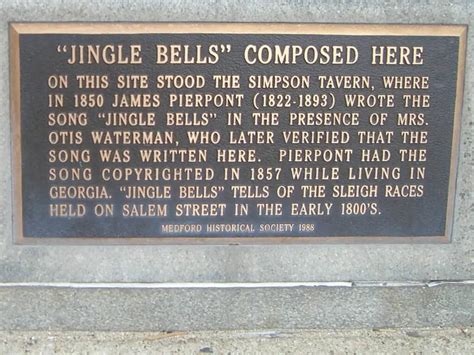 “JINGLE BELLS” COMPOSED HERE
ON THIS SITE STOOD THE SIMPSON TAVERN, WHERE
IN 1850 JAMES PIERPONT (1822-1893) WROTE THE
SONG “JINGLE BELLS” IN THE PRESENCE OF MRS.
OTIS WATERMAN, WHO LATER VERIFIED THAT THE
SONG WAS WRITTEN HERE. PIERPONT HAD THE
SONG COPYRIGHTED IN 1857 WHILE LIVING IN
GEORGIA. “JINGLE BELLS” TELLS OF THE SLEIGH RACES
HELD ON SALEM STREET IN THE EARLY 1800'S.
MEDFORD HISTORICAL SOCIETY 1988